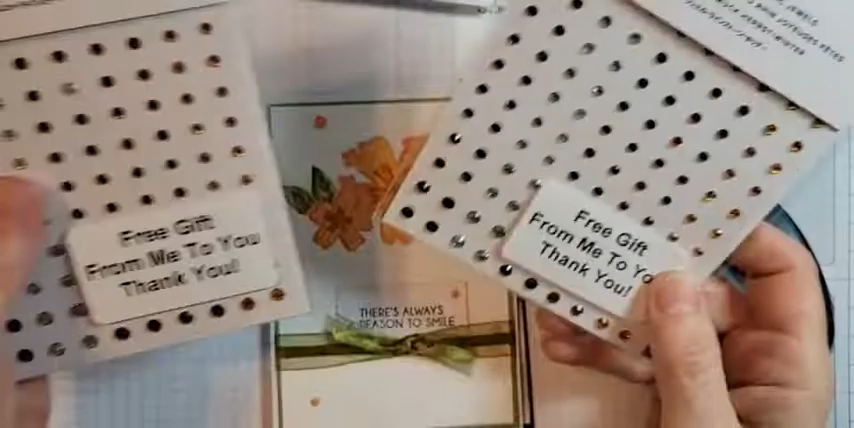 Free Gift
From Me To You
Thank You!
Free Gift
From Me To You
Thank You!
THERE'S ALWAYS
REASON TO SMILE
JEWELS